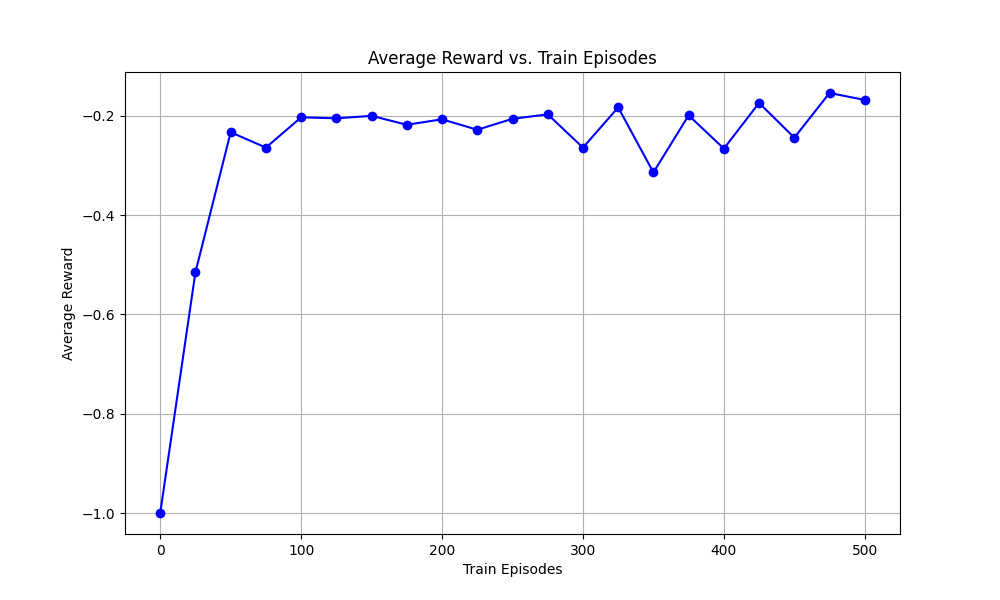 Average Reward vs. Train Episodes
−0.2
−0.4
−0.6
−0.8
−1.0
Average Reward
0 100 200 300 400 500
Train Episodes